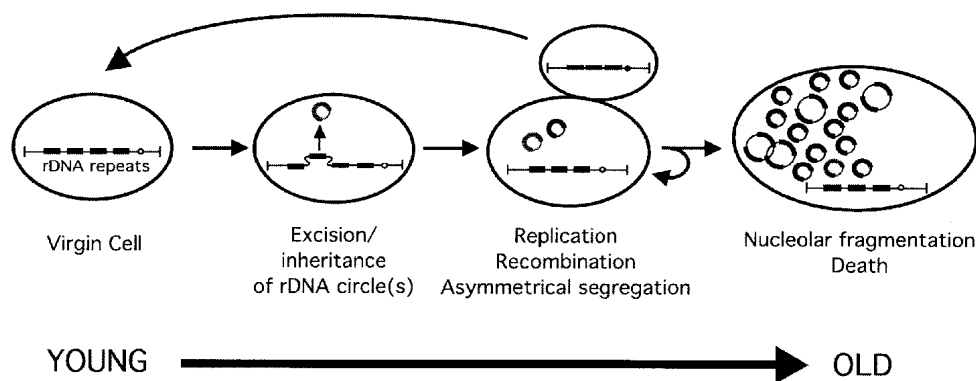 rDNA repeats
Virgin Cell
Excision/
inheritance
of rDNA circle(s)
Replication
Recombination
Asymmetrical segregation
Nucleolar fragmentation
Death
YOUNG
OLD